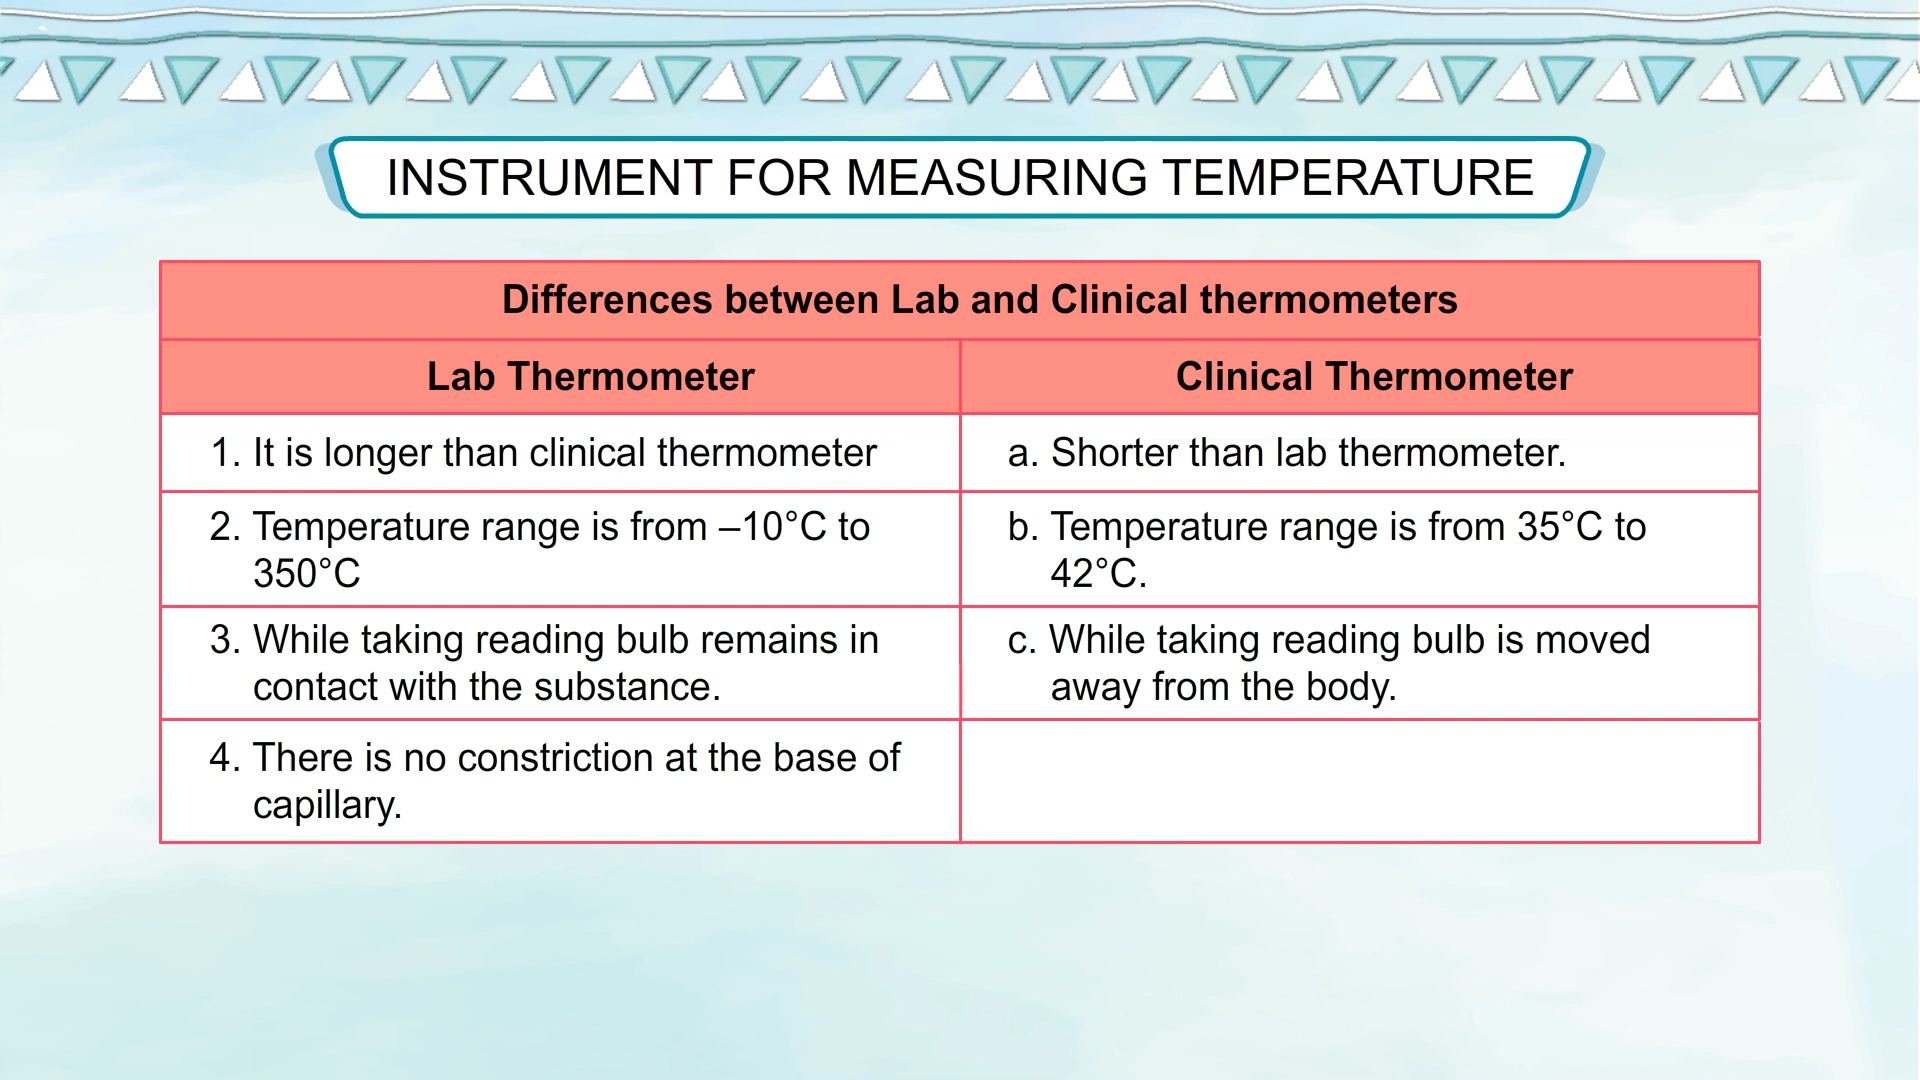 INSTRUMENT FOR MEASURING TEMPERATURE
Differences between Lab and Clinical thermometers
Lab Thermometer
Clinical Thermometer
1. It is longer than clinical thermometer
a. Shorter than lab thermometer.
2. Temperature range is from –10°C to
350°C
b. Temperature range is from 35°C to
42°C.
3. While taking reading bulb remains in
contact with the substance.
c. While taking reading bulb is moved
away from the body.
4. There is no constriction at the base of
capillary.